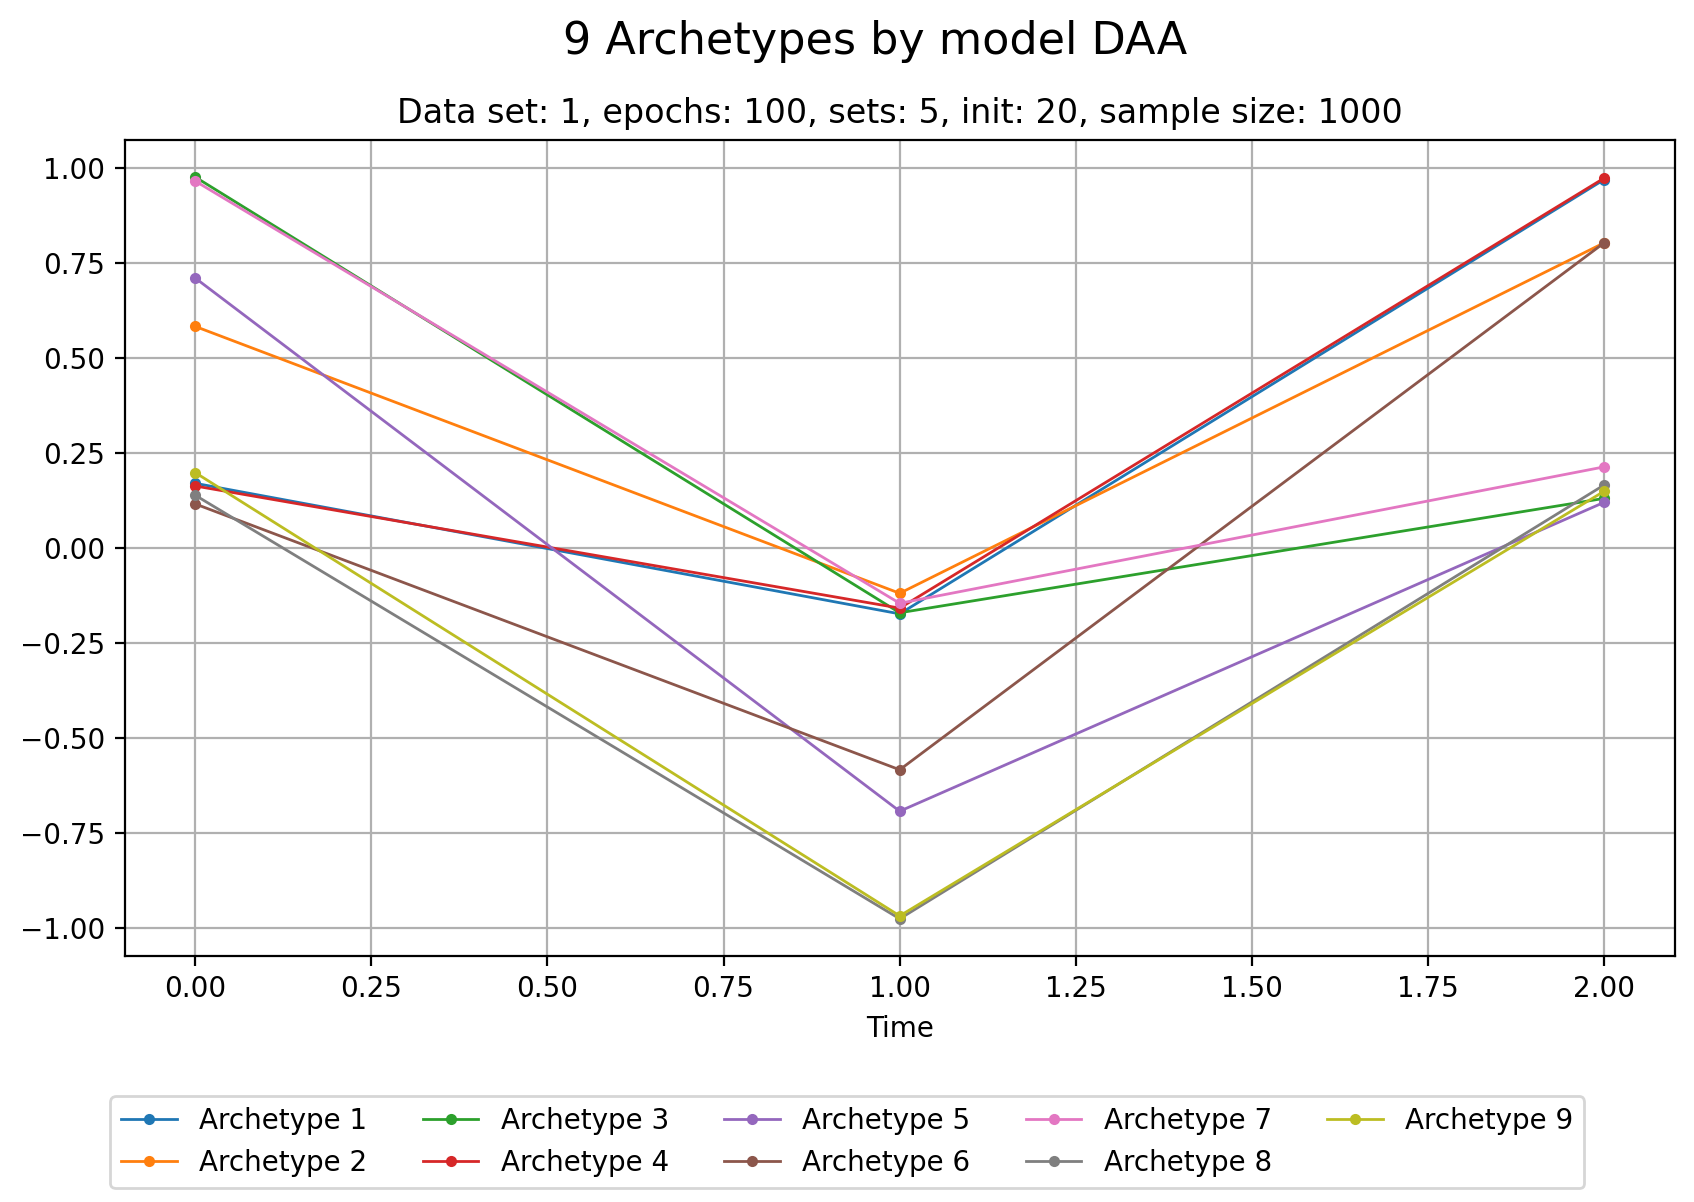 9 Archetypes by model DAA
Data set: 1, epochs: 100, sets: 5, init: 20, sample size: 1000
1.00
0.75
0.50
0.25
0.00
−0.25
−0.50
−0.75
−1.00
0.00 0.25 0.50 0.75 1.00 1.25 1.50 1.75 2.00
Time
Archetype 1 Archetype 3 Archetype 5 Archetype 7 Archetype 9
Archetype 2 Archetype 4 Archetype 6 Archetype 8